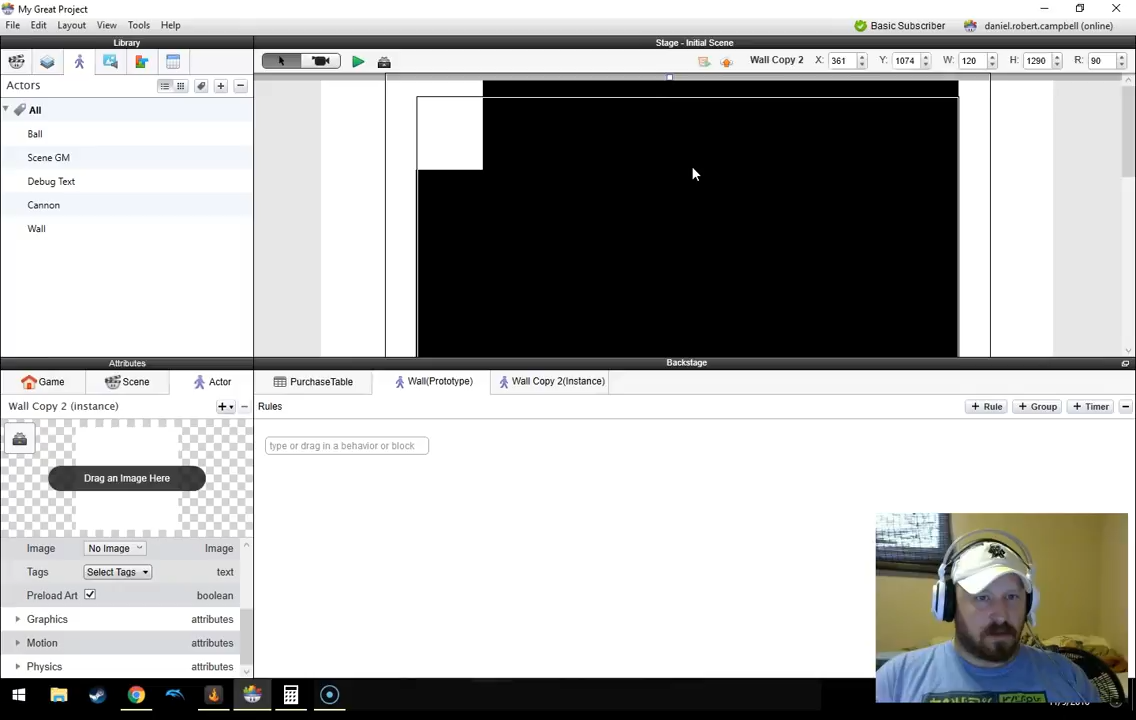 My Great Project
File Edit Layout View Tools Help
Basic Subscriber daniel.robert.campbell (online)
Library
Stage - Initial Scene
Wall Copy 2 X: 361 Y: 1074 W: 120 H: 1290 R: 90
Actors
All
Ball
Scene GM
Debug Text
Cannon
Wall
Attributes
Backstage
Game Scene Actor
PurchaseTable Wall(Prototype) Wall Copy 2(Instance)
Wall Copy 2 (instance)
Rules
+ Rule + Group + Timer
type or drag in a behavior or block
Drag an Image Here
Image No Image Image
Tags Select Tags text
Preload Art boolean
Graphics attributes
Motion attributes
Physics attributes